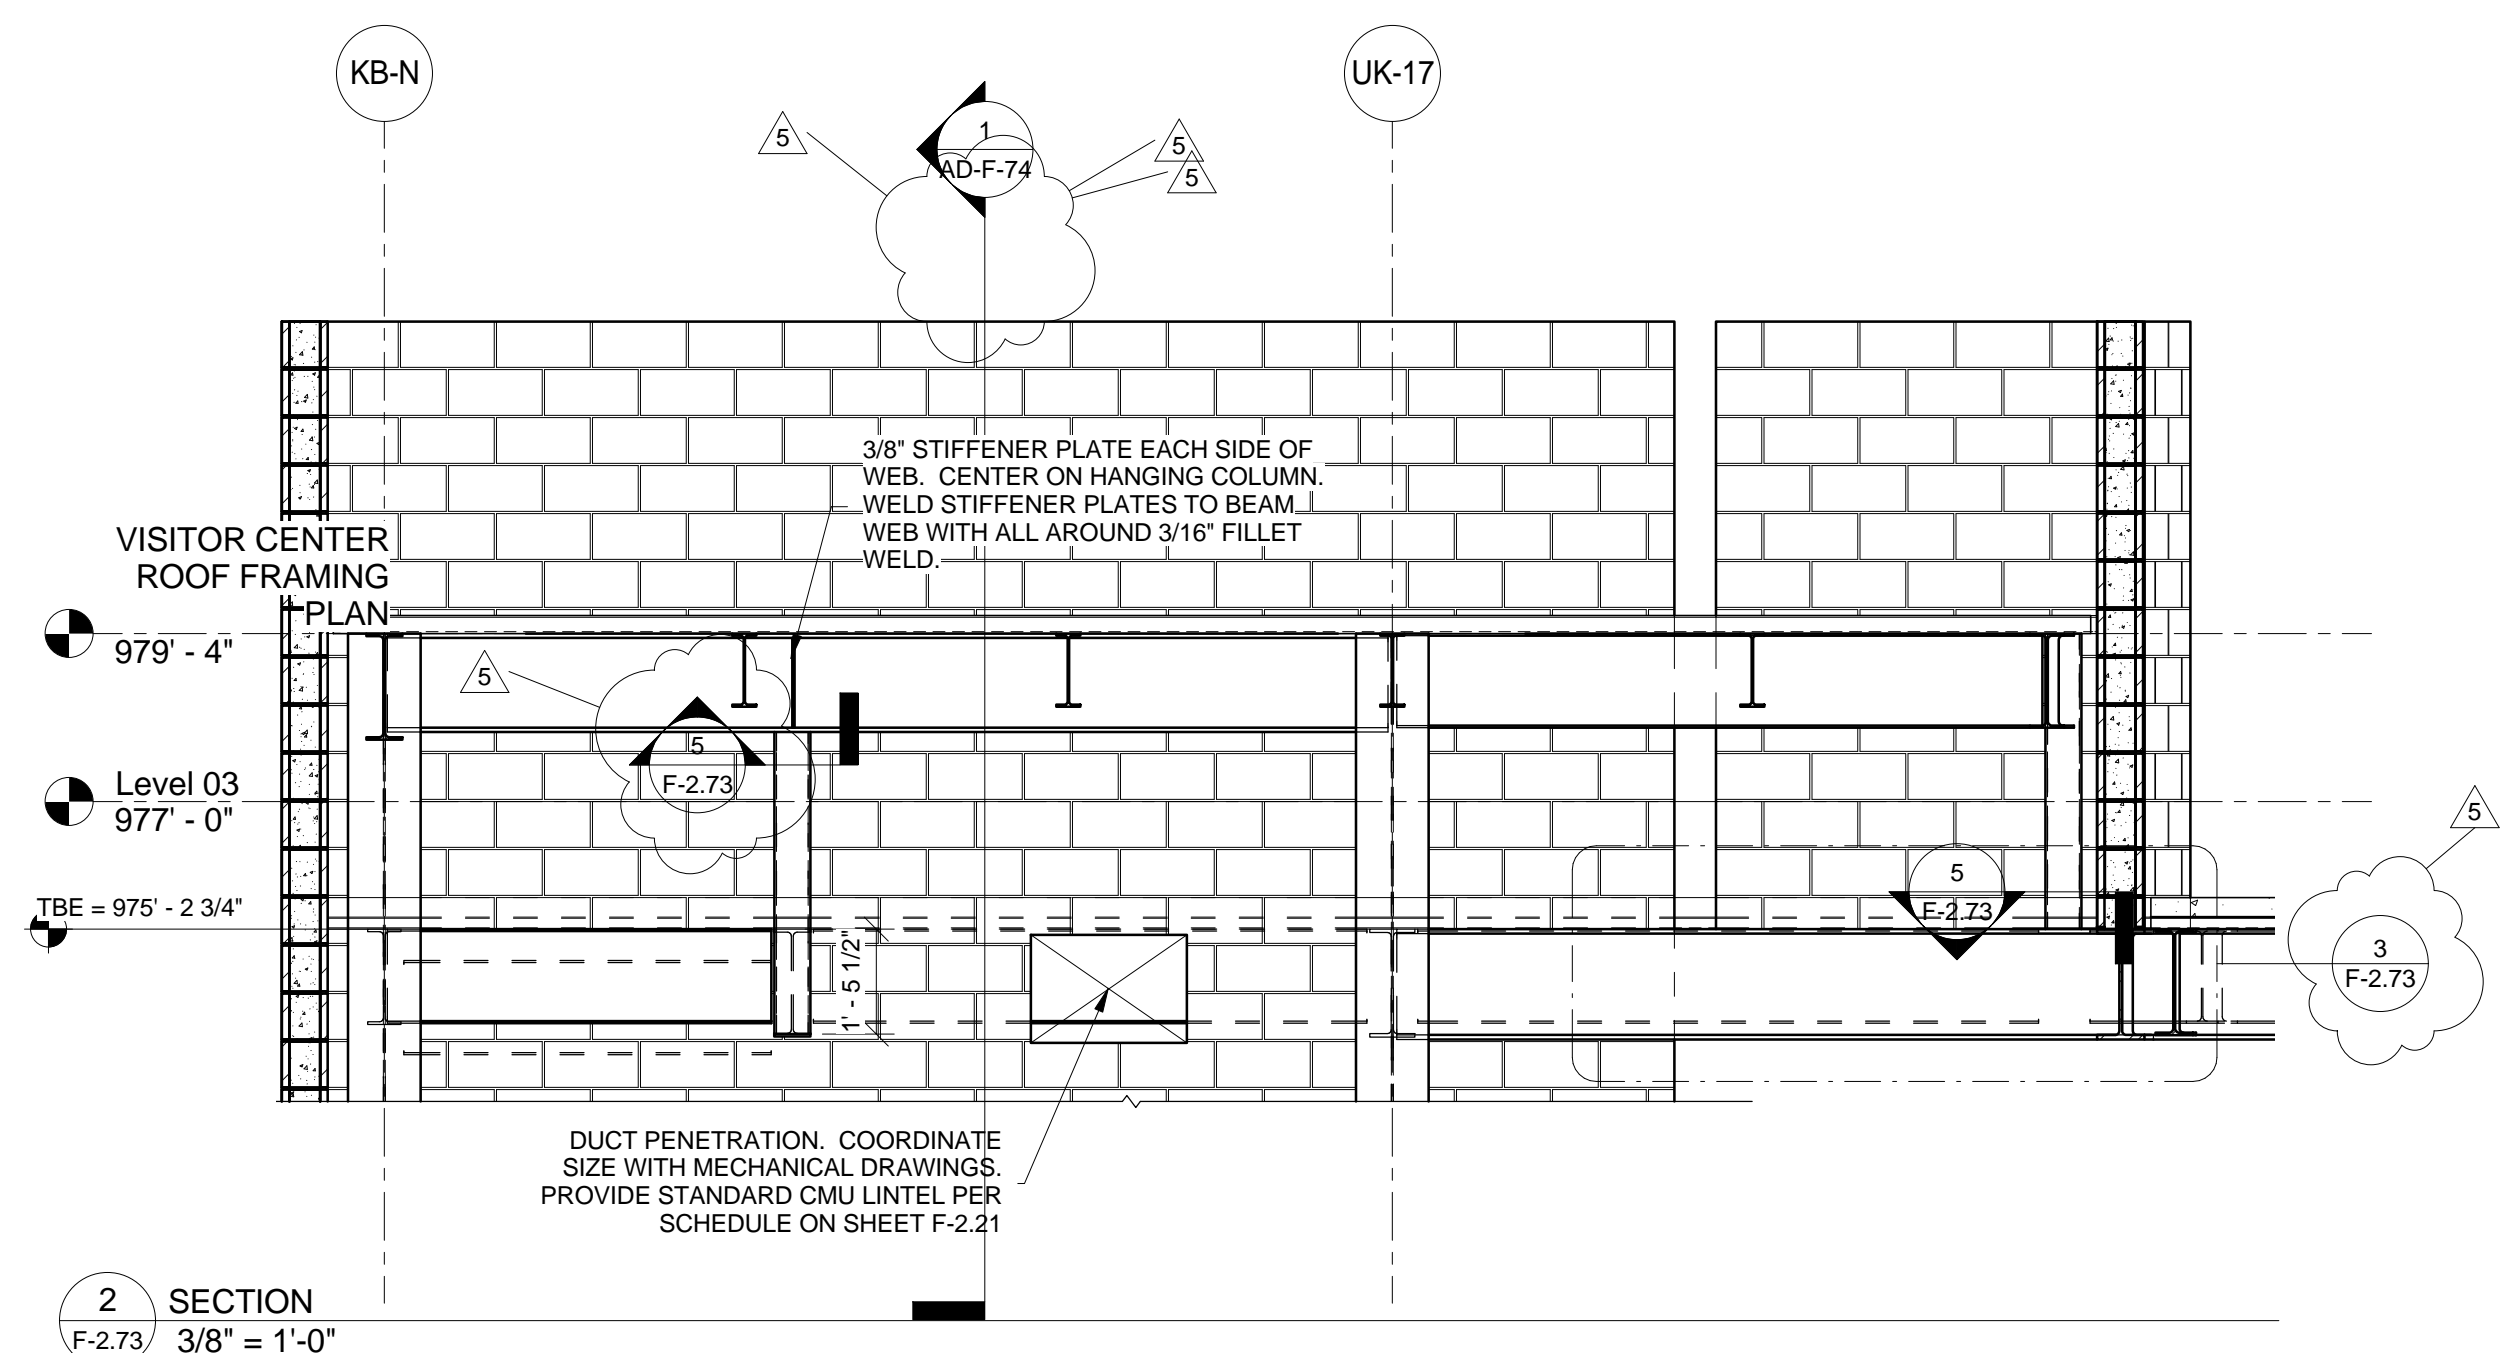 KB-N
UK-17
5
1
AD-F-74
5
5
3/8" STIFFENER PLATE EACH SIDE OF
WEB.  CENTER ON HANGING COLUMN.
WELD STIFFENER PLATES TO BEAM
WEB WITH ALL AROUND 3/16" FILLET
WELD.
VISITOR CENTER
ROOF FRAMING
PLAN
979' - 4"
5
5
F-2.73
Level 03
977' - 0"
5
5
F-2.73
TBE = 975' - 2 3/4"
1' - 5 1/2"
3
F-2.73
DUCT PENETRATION.  COORDINATE
SIZE WITH MECHANICAL DRAWINGS.
PROVIDE STANDARD CMU LINTEL PER
SCHEDULE ON SHEET F-2.21
2
F-2.73
SECTION
3/8" = 1'-0"